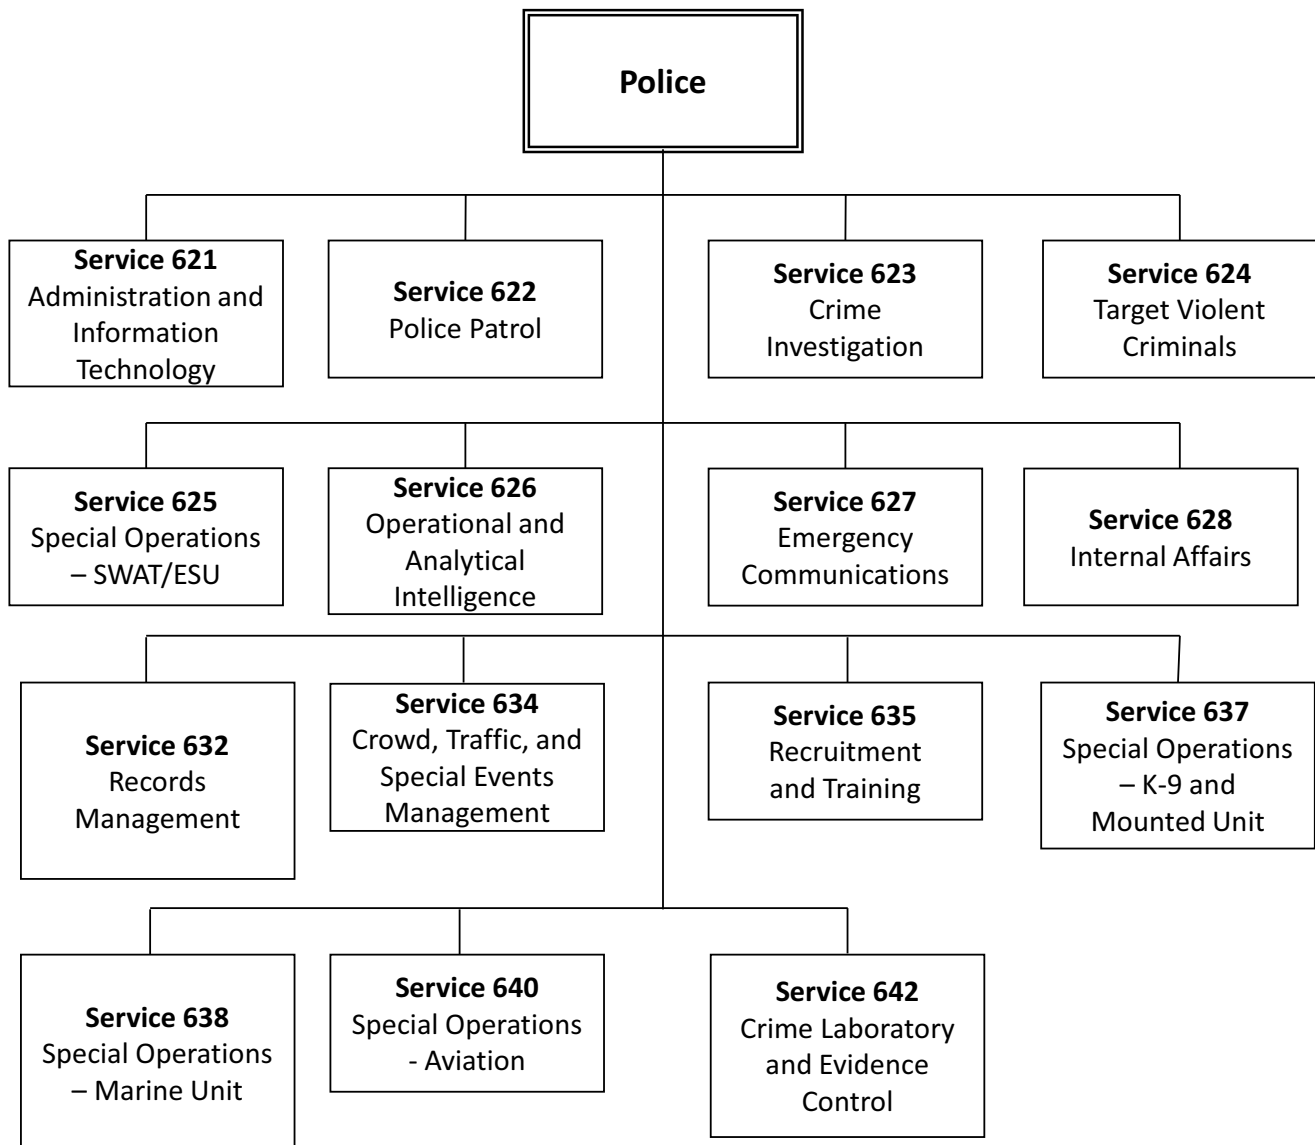 Police
Service 621
Administration and
Information
Technology
Service 622
Police Patrol
Service 623
Crime
Investigation
Service 624
Target Violent
Criminals
Service 625
Special Operations
– SWAT/ESU
Service 626
Operational and
Analytical
Intelligence
Service 627
Emergency
Communications
Service 628
Internal Affairs
Service 632
Records
Management
Service 634
Crowd, Traffic, and
Special Events
Management
Service 635
Recruitment
and Training
Service 637
Special Operations
– K-9 and
Mounted Unit
Service 638
Special Operations
– Marine Unit
Service 640
Special Operations
- Aviation
Service 642
Crime Laboratory
and Evidence
Control